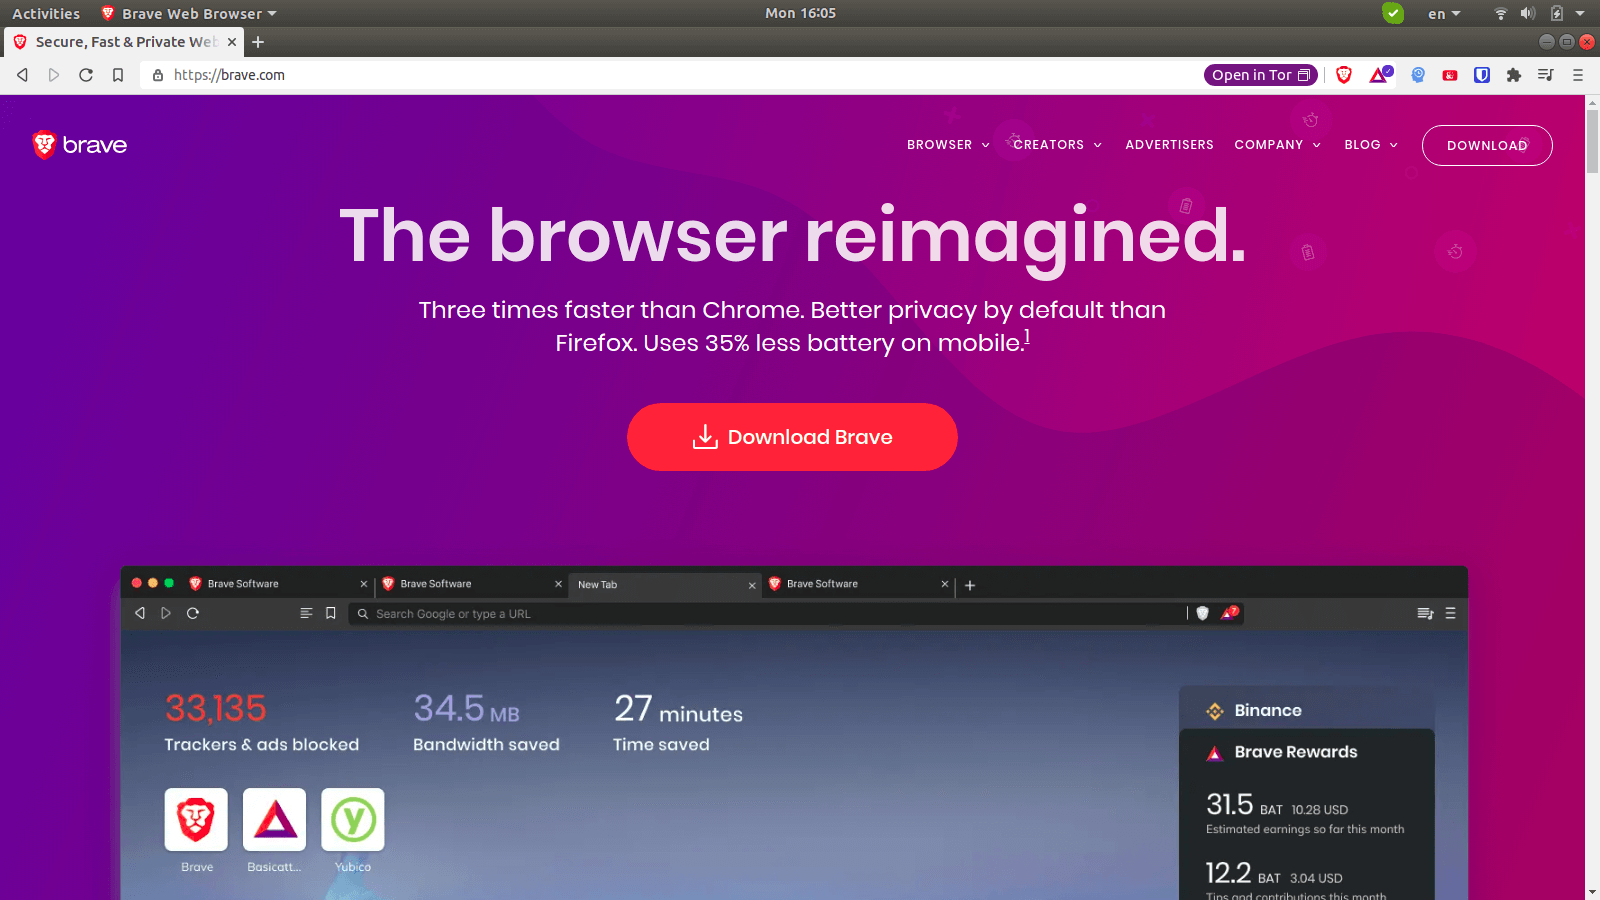 Activities
Brave Web Browser
Mon 16:05
en
Secure, Fast & Private Web
https://brave.com
Open in Tor
brave
BROWSER
CREATORS
ADVERTISERS
COMPANY
BLOG
DOWNLOAD
The browser reimagined.
Three times faster than Chrome. Better privacy by default than
Firefox. Uses 35% less battery on mobile.1
Download Brave
Brave Software
Brave Software
New Tab
Brave Software
Search Google or type a URL
7
33,135
Trackers & ads blocked
34.5 MB
Bandwidth saved
27 minutes
Time saved
Brave
Basicatt...
Yubico
Binance
Brave Rewards
31.5 BAT 10.28 USD
Estimated earnings so far this month
12.2 BAT 3.04 USD
Tips and contributions this month